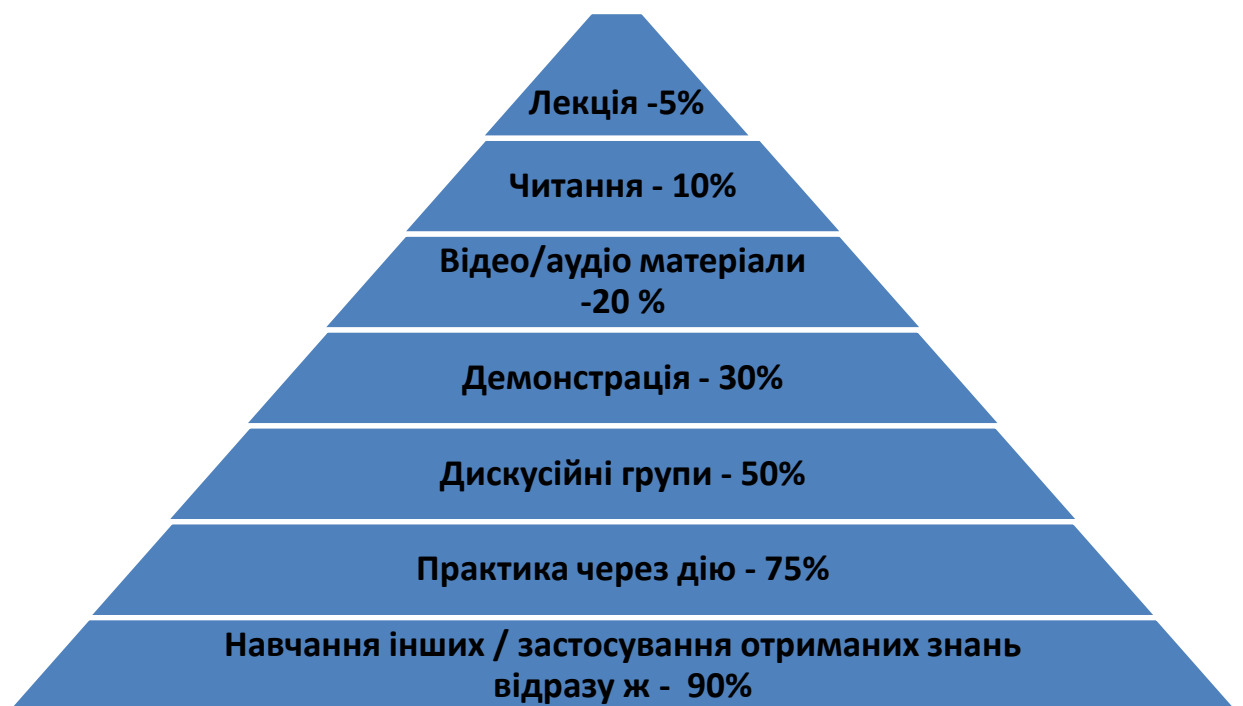 Лекція -5%
Читання - 10%
Відео/аудіо матеріали
-20 %
Демонстрація - 30%
Дискусійні групи - 50%
Практика через дію - 75%
Навчання інших / застосування отриманих знань
відразу ж -  90%